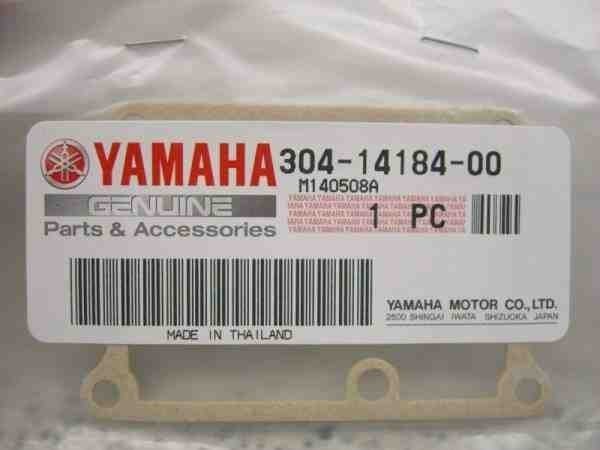 YAMAHA 304-14184-00
M140508A
GENUINE
Parts & Accessories
1 PC
YAMAHA MOTOR CO., LTD.
2500 SHINGAI IWATA SHIZUOKA JAPAN
MADE IN THAILAND